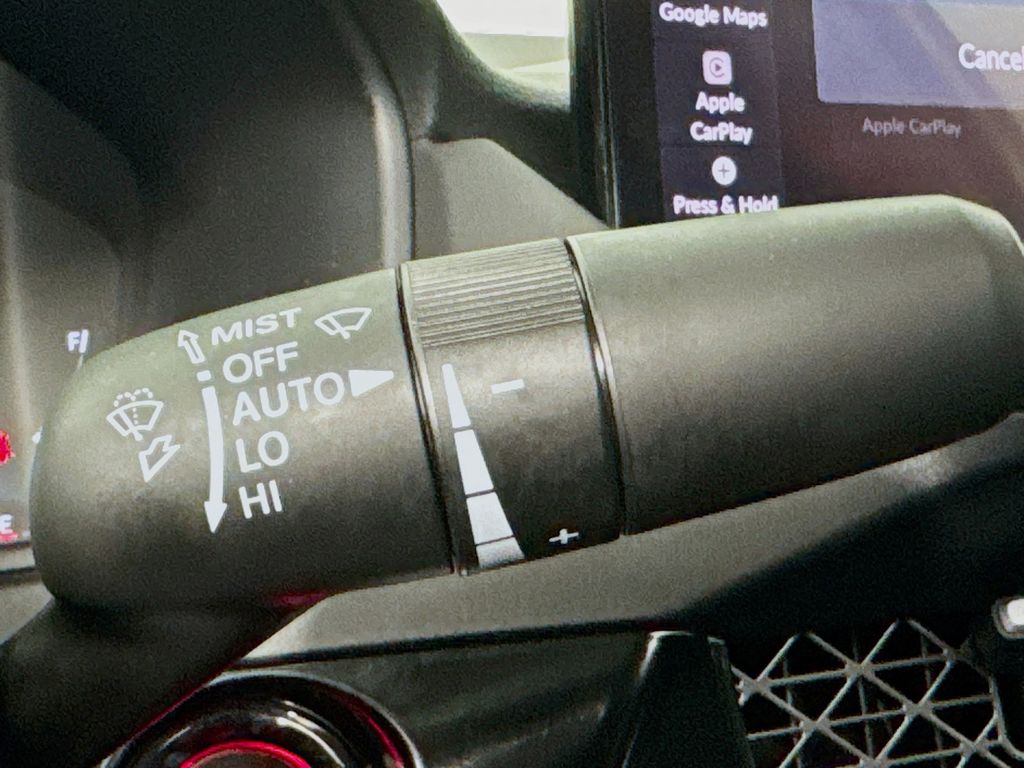 Google Maps
Apple
CarPlay
Press & Hold
Cancel
Apple CarPlay
MIST
OFF
AUTO
LO
HI
−
+